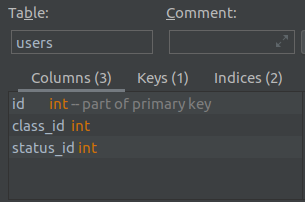 Table: Comment:
users
Columns (3) Keys (1) Indices (2)
id int -- part of primary key
class_id int
status_id int